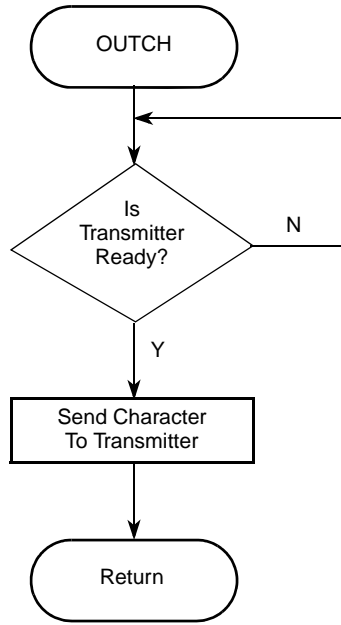 OUTCH
Is
Transmitter
Ready?
N
Y
Send Character
To Transmitter
Return